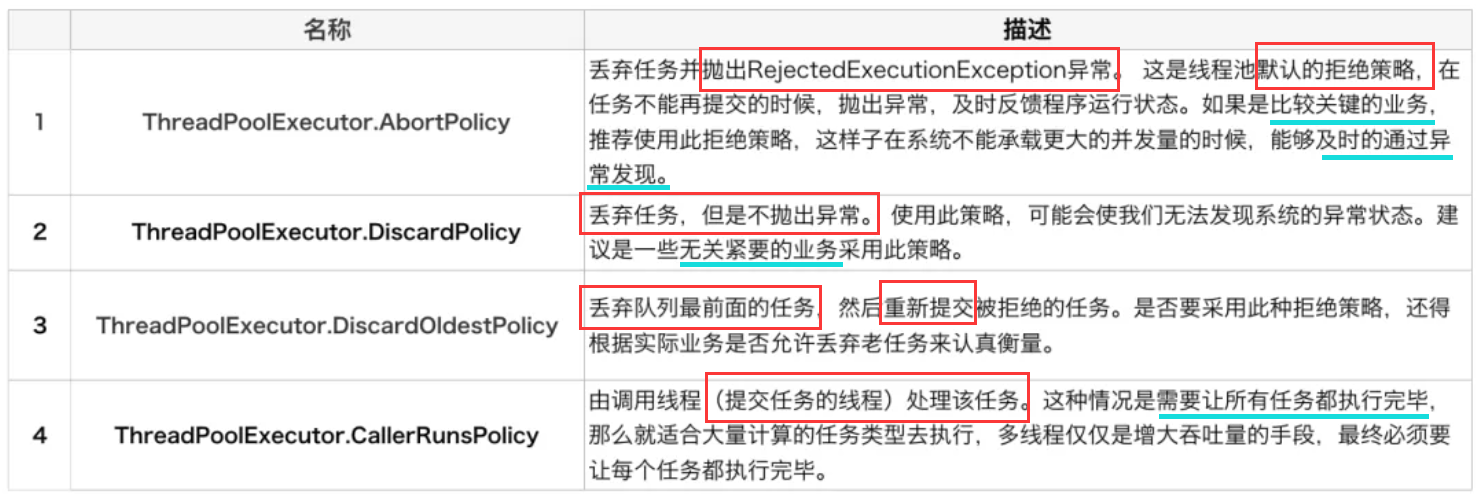 名称 描述
丢弃任务并抛出RejectedExecutionException异常。 这是线程池默认的拒绝策略，在
任务不能再提交的时候，抛出异常，及时反馈程序运行状态。如果是比较关键的业务，
1 ThreadPoolExecutor.AbortPolicy
推荐使用此拒绝策略，这样子在系统不能承载更大的并发量的时候，能够及时的通过异
常发现。
丢弃任务，但是不抛出异常。 使用此策略，可能会使我们无法发现系统的异常状态。建
2 ThreadPoolExecutor.DiscardPolicy
议是一些无关紧要的业务采用此策略。
丢弃队列最前面的任务，然后重新提交被拒绝的任务。是否要采用此种拒绝策略，还得
3 ThreadPoolExecutor.DiscardOldestPolicy
根据实际业务是否允许丢弃老任务来认真衡量。
由调用线程（提交任务的线程）处理该任务。这种情况是需要让所有任务都执行完毕，
4 ThreadPoolExecutor.CallerRunsPolicy
那么就适合大量计算的任务类型去执行，多线程仅仅是增大吞吐量的手段，最终必须要
让每个任务都执行完毕。